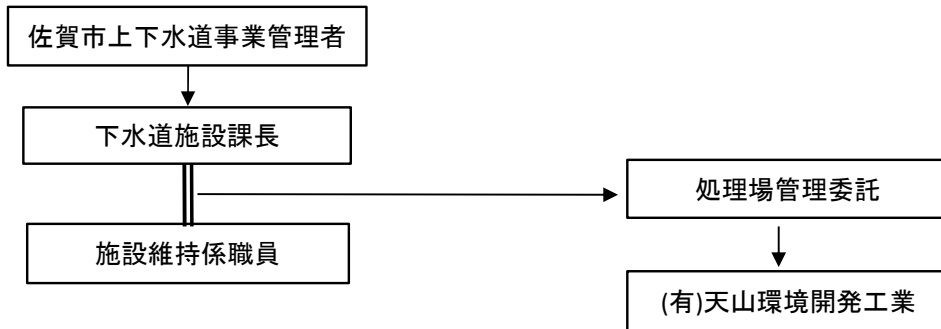 佐賀市上下水道事業管理者
下水道施設課長
処理場管理委託
施設維持係職員
(有)天山環境開発工業